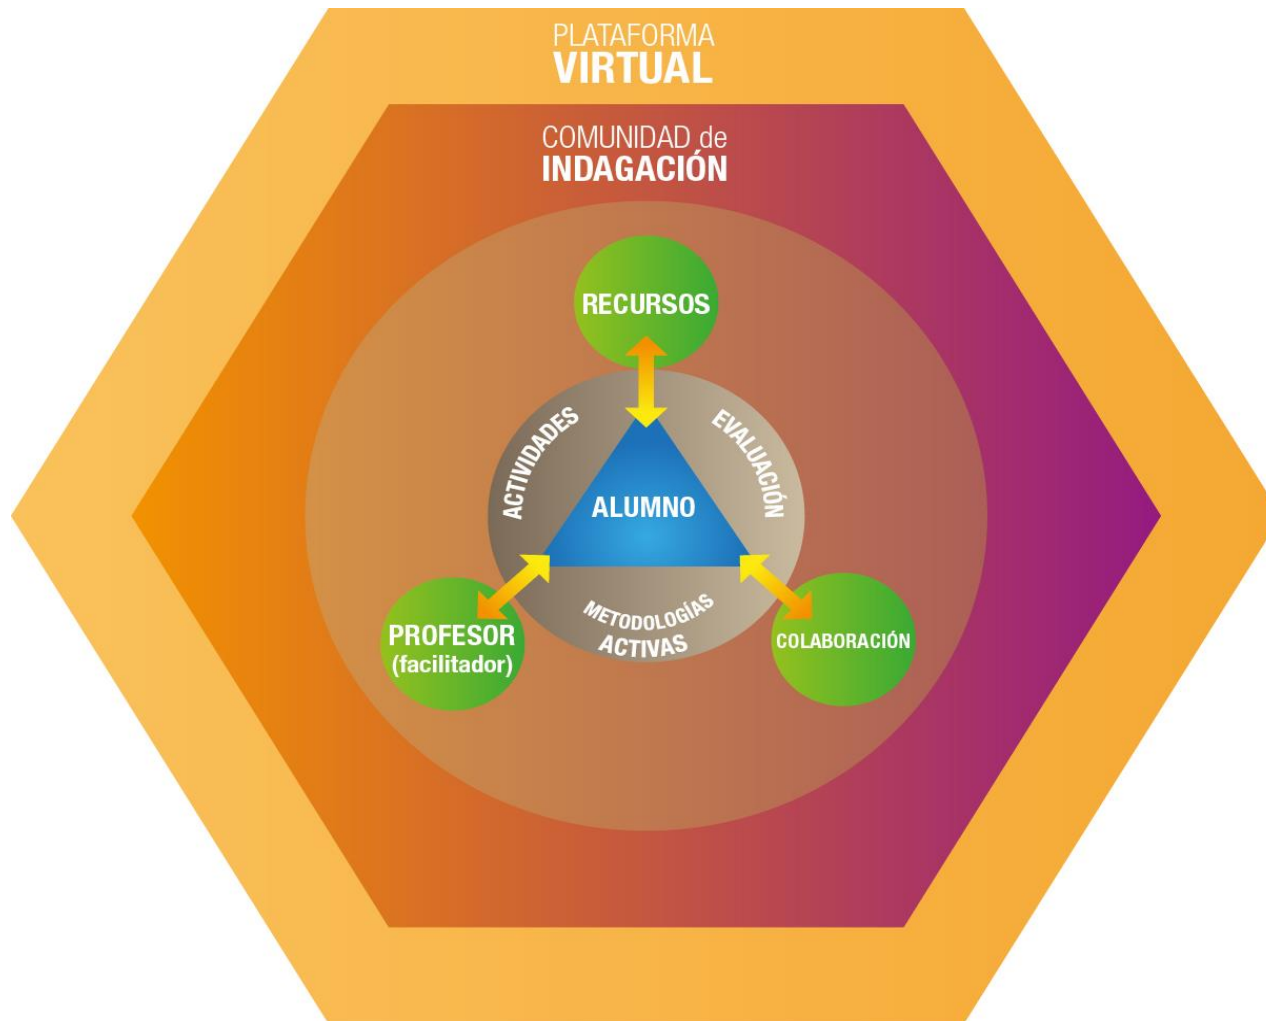 PLATAFORMA
VIRTUAL
COMUNIDAD de
INDAGACIÓN
RECURSOS
ACTIVIDADES
EVALUACIÓN
ALUMNO
METODOLOGÍAS
ACTIVAS
PROFESOR
(facilitador)
COLABORACIÓN